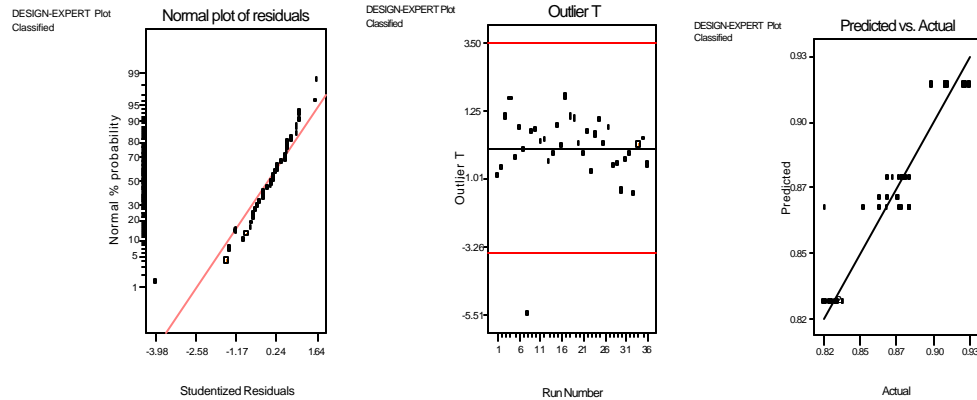 DESIGN-EXPERT Plot
Classified
Normal plot of residuals
99
95
90
80
70
50
30
20
10
5
1
Normal % probability
-3.98
-2.58
-1.17
0.24
1.64
Studentized Residuals
DESIGN-EXPERT Plot
Classified
Outlier T
3.50
1.25
-1.01
-3.26
-5.51
Outlier T
1
6
11
16
21
26
31
36
Run Number
DESIGN-EXPERT Plot
Classified
Predicted vs. Actual
0.93
0.90
0.87
0.85
0.82
Predicted
0.82
0.85
0.87
0.90
0.93
Actual